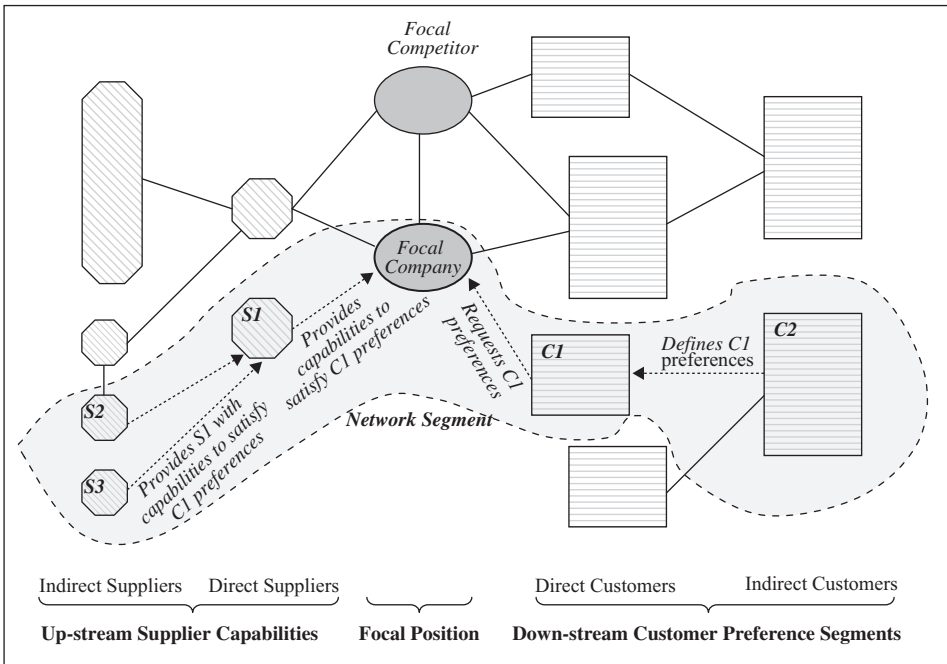 Focal
Competitor
Focal
Company
S1
Provides
capabilities to
satisfy C1 preferences
Requests C1
preferences
C1
Defines C1
preferences
C2
S2
S3
Provides S1 with
capabilities to satisfy
C1 preferences
Network Segment
Indirect Suppliers
Direct Suppliers
Direct Customers
Indirect Customers
Up-stream Supplier Capabilities
Focal Position
Down-stream Customer Preference Segments